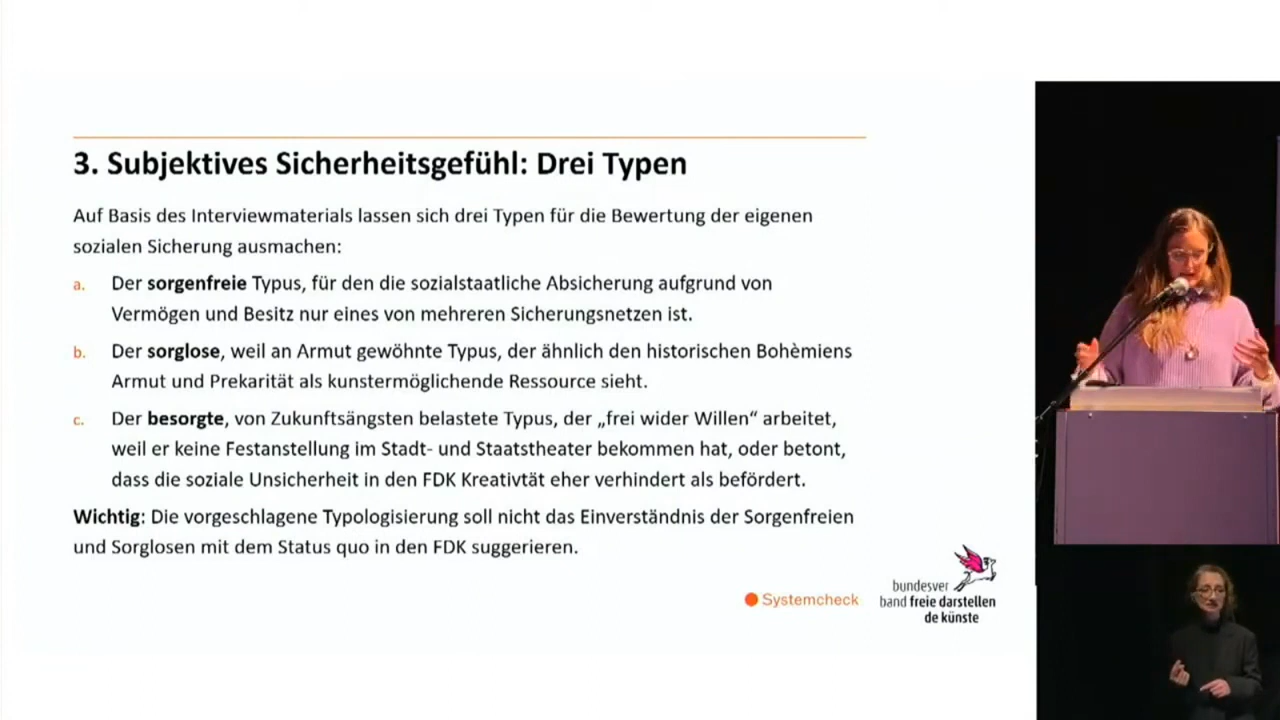 3. Subjektives Sicherheitsgefühl: Drei Typen
Auf Basis des Interviewmaterials lassen sich drei Typen für die Bewertung der eigenen
sozialen Sicherung ausmachen:
a. Der sorgenfreie Typus, für den die sozialstaatliche Absicherung aufgrund von
Vermögen und Besitz nur eines von mehreren Sicherungsnetzen ist.
b. Der sorglose, weil an Armut gewöhnte Typus, der ähnlich den historischen Bohèmiens
Armut und Prekarität als kunstermöglichende Ressource sieht.
c. Der besorgte, von Zukunftsängsten belastete Typus, der „frei wider Willen“ arbeitet,
weil er keine Festanstellung im Stadt- und Staatstheater bekommen hat, oder betont,
dass die soziale Unsicherheit in den FDK Kreativtät eher verhindert als befördert.
Wichtig: Die vorgeschlagene Typologisierung soll nicht das Einverständnis der Sorgenfreien
und Sorglosen mit dem Status quo in den FDK suggerieren.
Systemcheck
bundesver
band freie darstellen
de künste